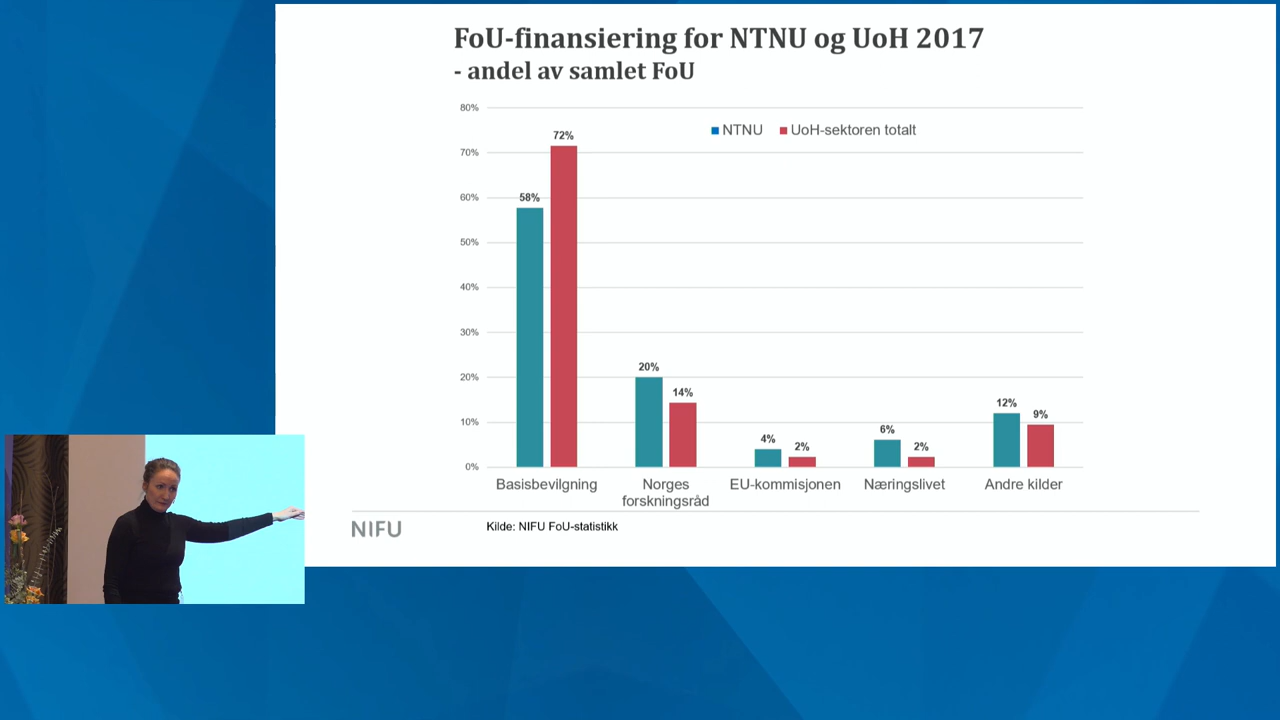 FoU-finansiering for NTNU og UoH 2017
- andel av samlet FoU
80%
NTNU
UoH-sektoren totalt
72%
70%
58%
60%
50%
40%
30%
20%
20%
14%
12%
10%
9%
6%
4%
2%
2%
0%
Basisbevilgning
Norges
forskningsråd
EU-kommisjonen
Næringslivet
Andre kilder
NIFU
Kilde: NIFU FoU-statistikk